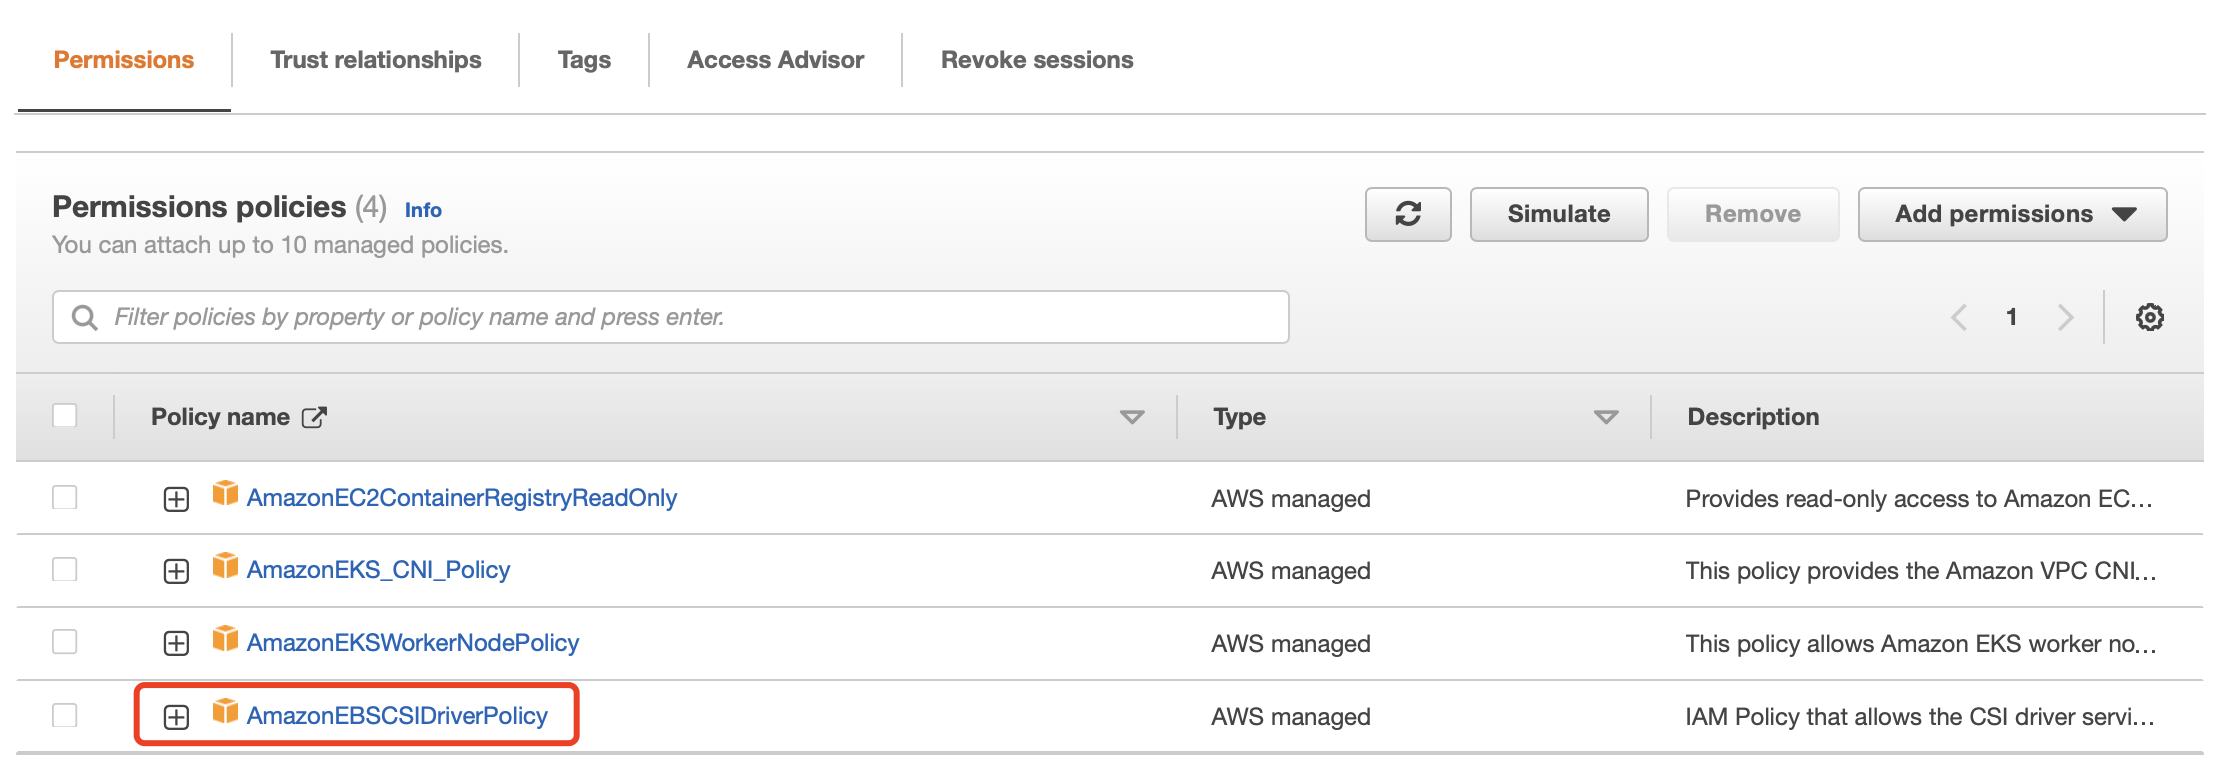 Permissions
Trust relationships
Tags
Access Advisor
Revoke sessions
Permissions policies (4) Info
You can attach up to 10 managed policies.
Simulate
Remove
Add permissions
Filter policies by property or policy name and press enter.
1
Policy name
Type
Description
AmazonEC2ContainerRegistryReadOnly AWS managed Provides read-only access to Amazon EC...
AmazonEKS_CNI_Policy AWS managed This policy provides the Amazon VPC CNI...
AmazonEKSWorkerNodePolicy AWS managed This policy allows Amazon EKS worker no...
AmazonEBSCSIDriverPolicy AWS managed IAM Policy that allows the CSI driver servi...